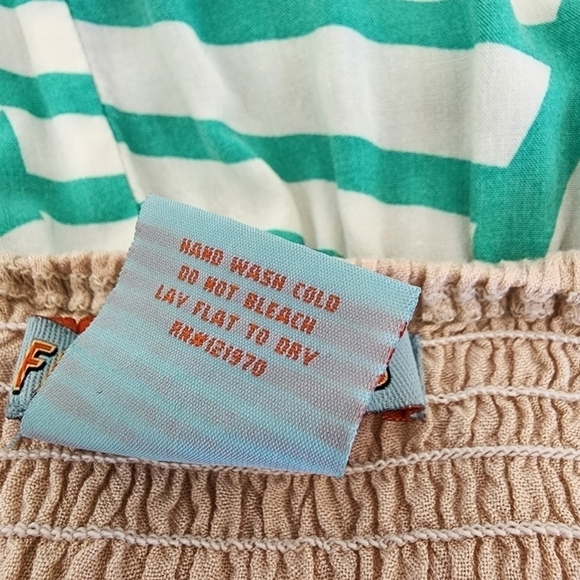 HAND WASH COLD
DO NOT BLEACH
LAY FLAT TO DRY
RN#121970
F